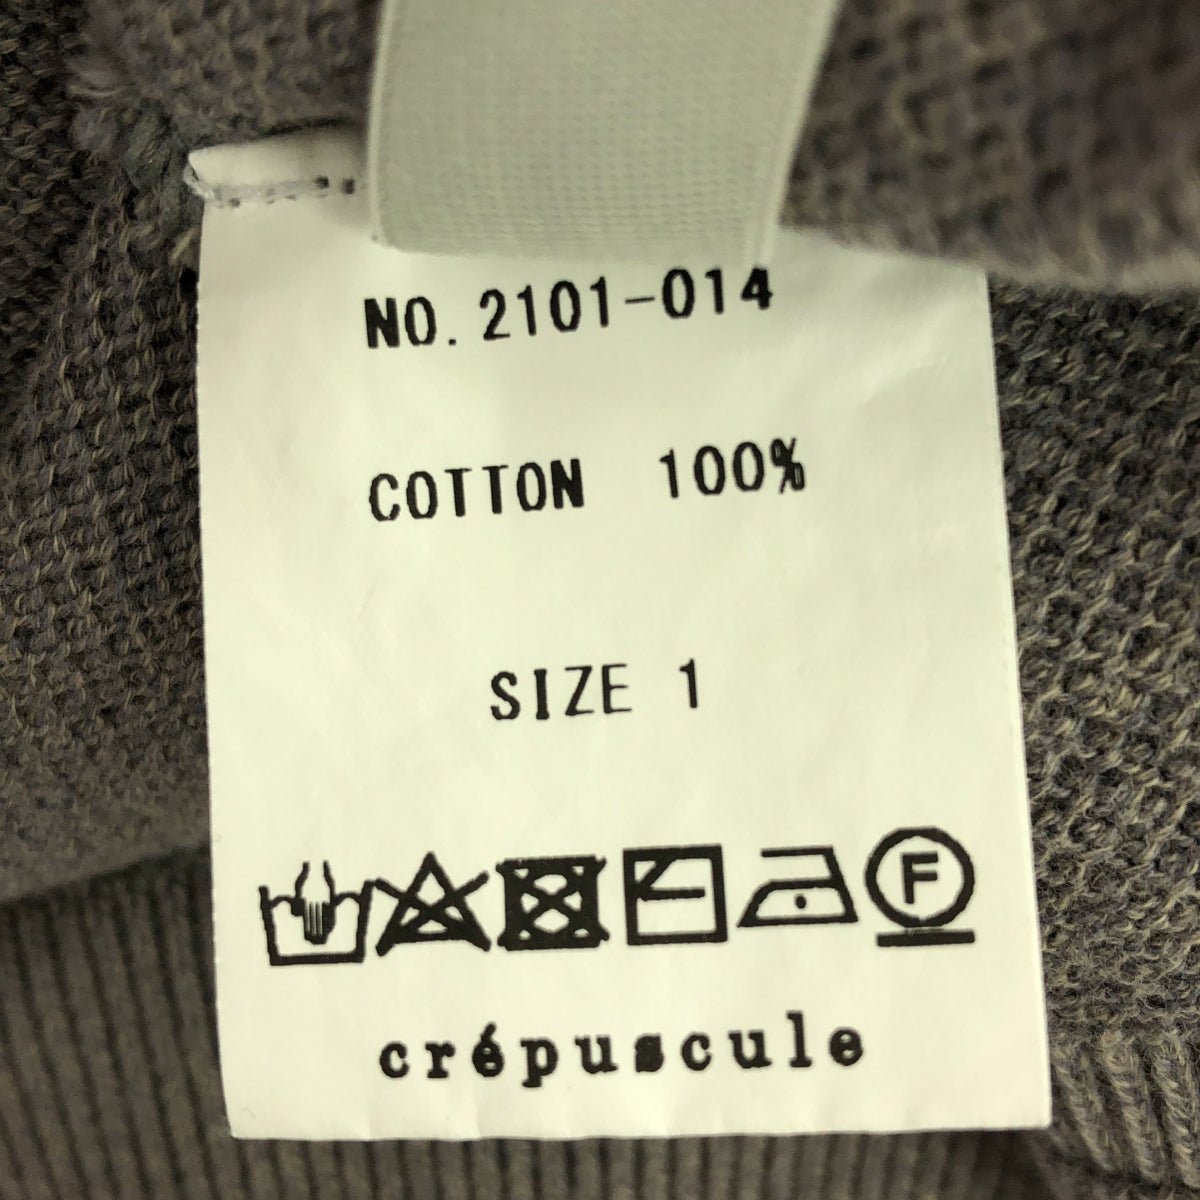 NO. 2101-014
COTTON 100%
SIZE 1
F
crépuscule